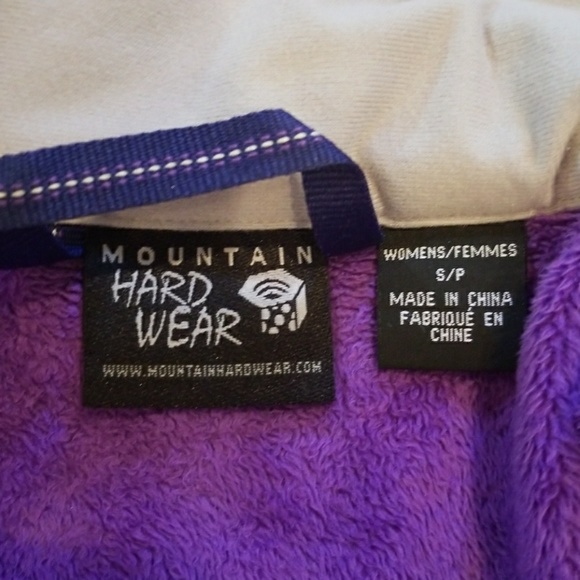 MOUNTAIN
HARD
WEAR
WWW.MOUNTAINHARDWEAR.COM
WOMENS/FEMMES
S/P
MADE IN CHINA
FABRIQUÉ EN
CHINE